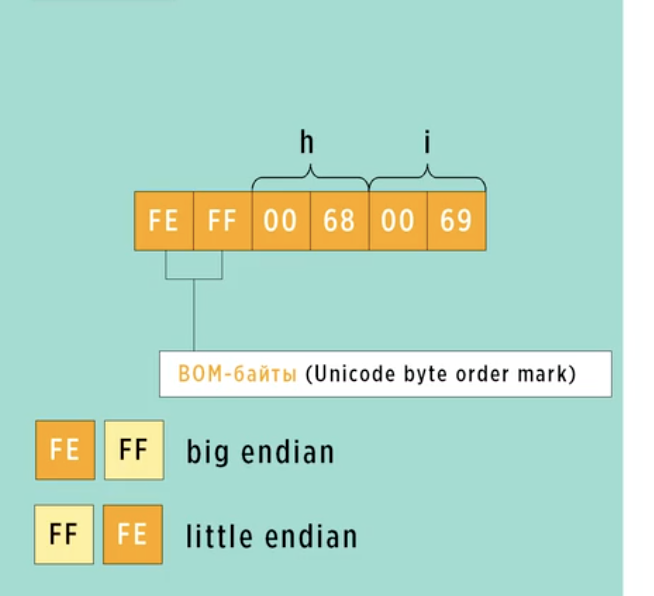 h i
FE FF 00 68 00 69
BOM-байты (Unicode byte order mark)
FE FF big endian
FF FE little endian